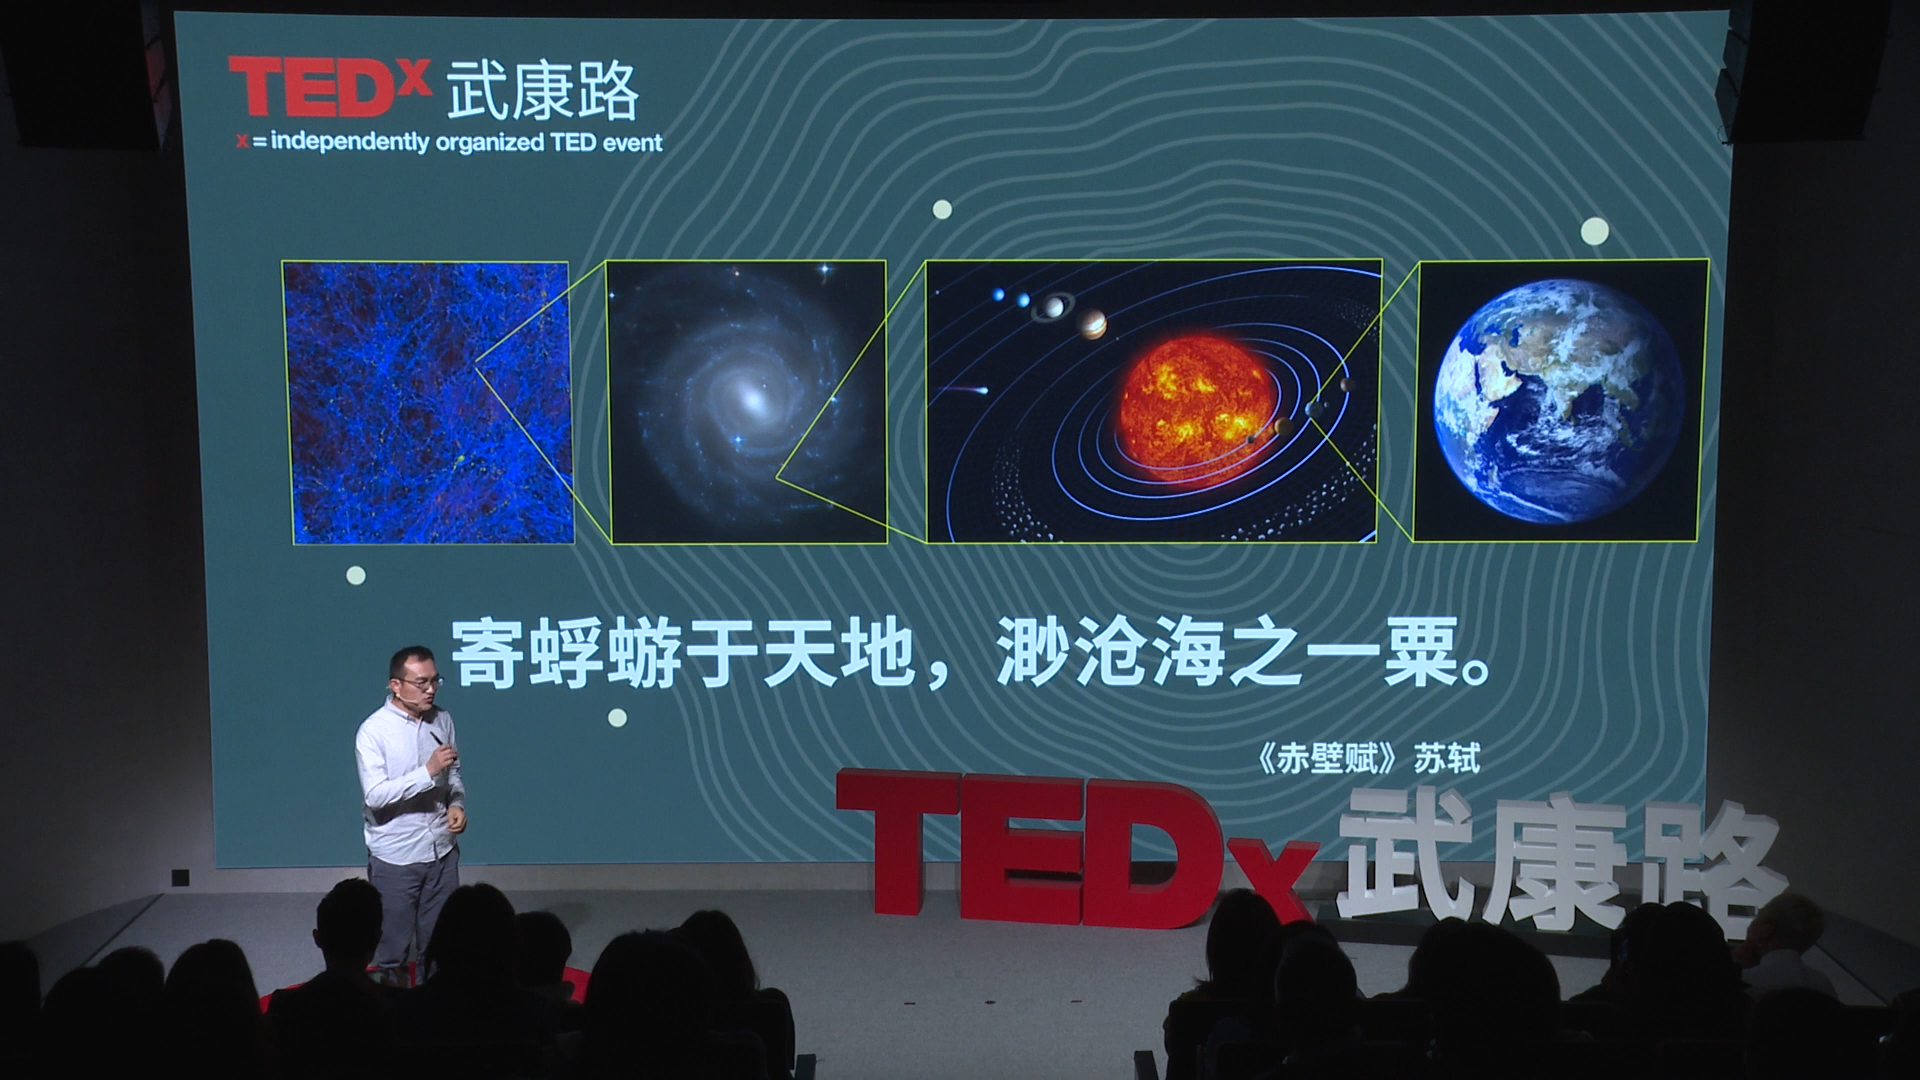 TEDx 武康路
x = independently organized TED event
寄蜉蝣于天地，渺沧海之一粟。
《赤壁赋》苏轼
TEDx 武康路